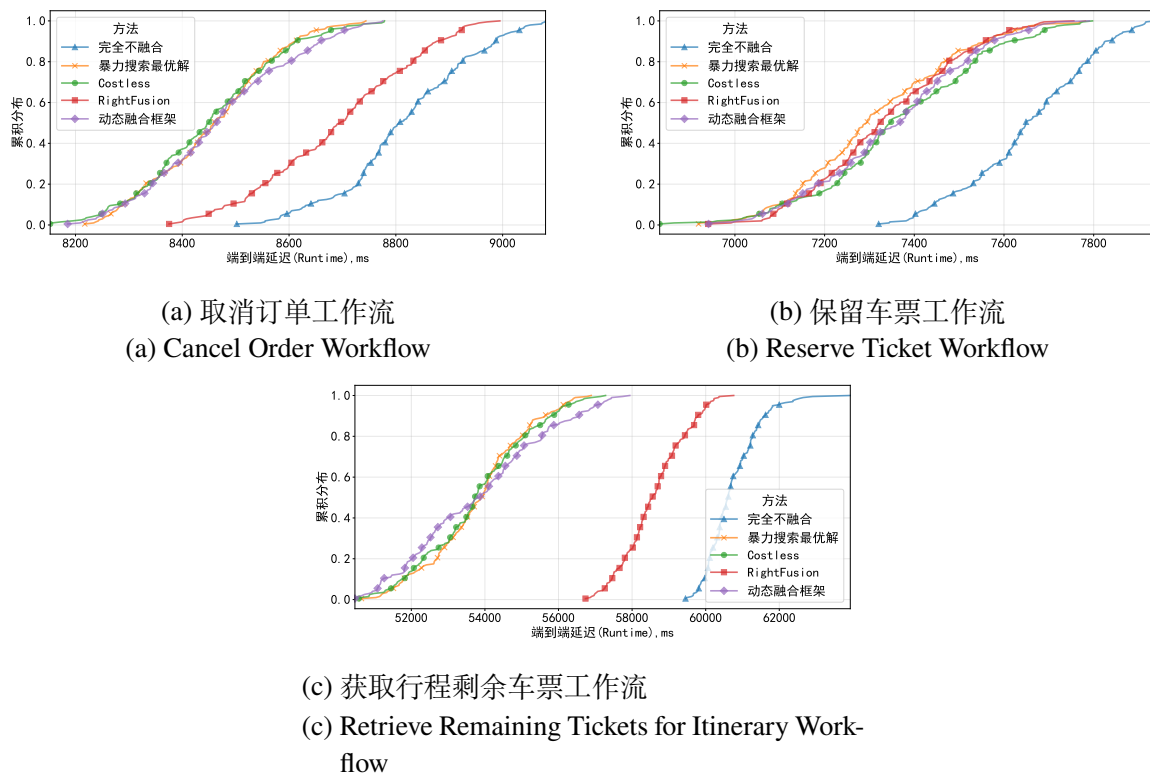 1.0
0.8
0.6
0.4
0.2
0.0
累积分布
方法
完全不融合
暴力搜索最优解
Costless
RightFusion
动态融合框架
8200 8400 8600 8800 9000
端到端延迟(Runtime),ms
(a) 取消订单工作流
(a) Cancel Order Workflow
1.0
0.8
0.6
0.4
0.2
0.0
累积分布
方法
完全不融合
暴力搜索最优解
Costless
RightFusion
动态融合框架
7000 7200 7400 7600 7800
端到端延迟(Runtime),ms
(b) 保留车票工作流
(b) Reserve Ticket Workflow
1.0
0.8
0.6
0.4
0.2
0.0
累积分布
方法
完全不融合
暴力搜索最优解
Costless
RightFusion
动态融合框架
52000 54000 56000 58000 60000 62000
端到端延迟(Runtime),ms
(c) 获取行程剩余车票工作流
(c) Retrieve Remaining Tickets for Itinerary Work-
flow